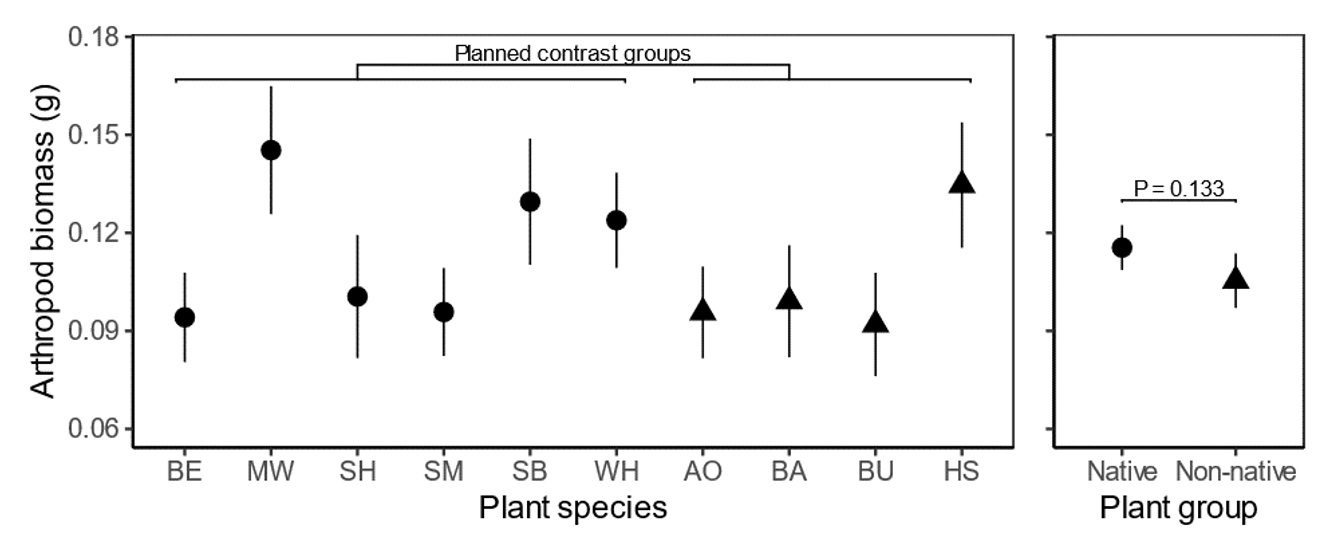 0.18
0.15
0.12
0.09
0.06
Arthropod biomass (g)
Planned contrast groups
BE MW SH SM SB WH AO BA BU HS
Plant species
P = 0.133
Native Non-native
Plant group